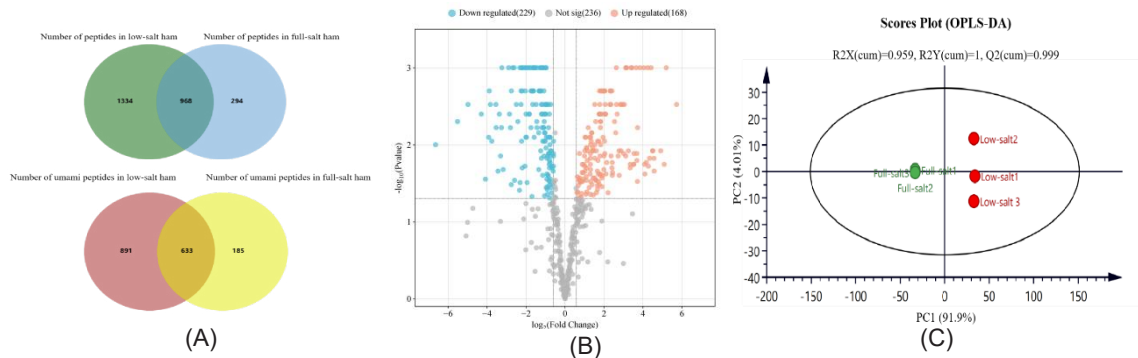 Number of peptides in low-salt ham
Number of peptides in full-salt ham
1334
968
294
Number of umami peptides in low-salt ham
Number of umami peptides in full-salt ham
891
633
185
(A)
Down regulated(229)
Not sig(236)
Up regulated(168)
-log₁₀(Pvalue)
3
2
1
0
−6
−4
−2
0
2
4
6
log₂(Fold Change)
(B)
Scores Plot (OPLS-DA)
R2X(cum)=0.959, R2Y(cum)=1, Q2(cum)=0.999
PC2 (4.01%)
30
20
10
0
-10
-20
-30
-40
Low-salt2
Full-salt3
Full-salt1
Low-salt1
Full-salt2
Low-salt 3
-200
-150
-100
-50
0
50
100
150
PC1 (91.9%)
(C)